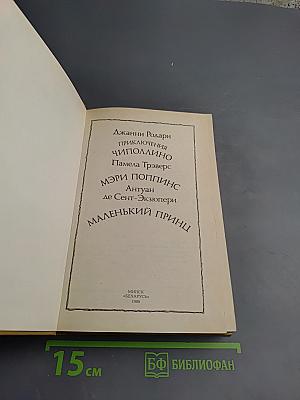 Джанни Родари
ПРИКЛЮЧЕНИЯ
ЧИПОЛЛИНО
Памела Трэверс
МЭРИ ПОППИНС
Антуан
де Сент-Экзюпери
МАЛЕНЬКИЙ ПРИНЦ
МИНСК
«БЕЛАРУСЬ»
15 см
БФ БИБЛИОФАН